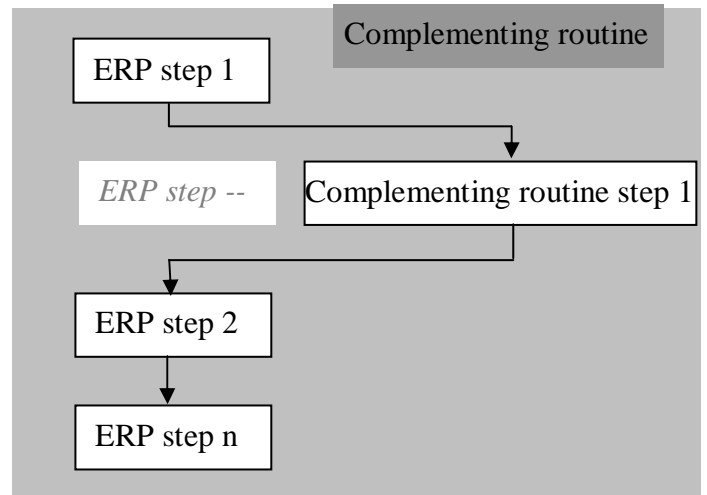 Complementing routine
ERP step 1
ERP step --
Complementing routine step 1
ERP step 2
ERP step n